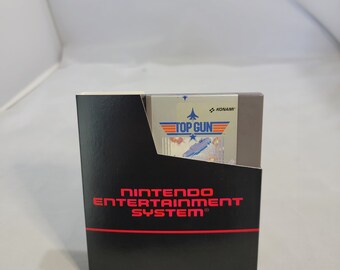 KONAMI
TOP GUN
NINTENDO
ENTERTAINMENT
SYSTEM®